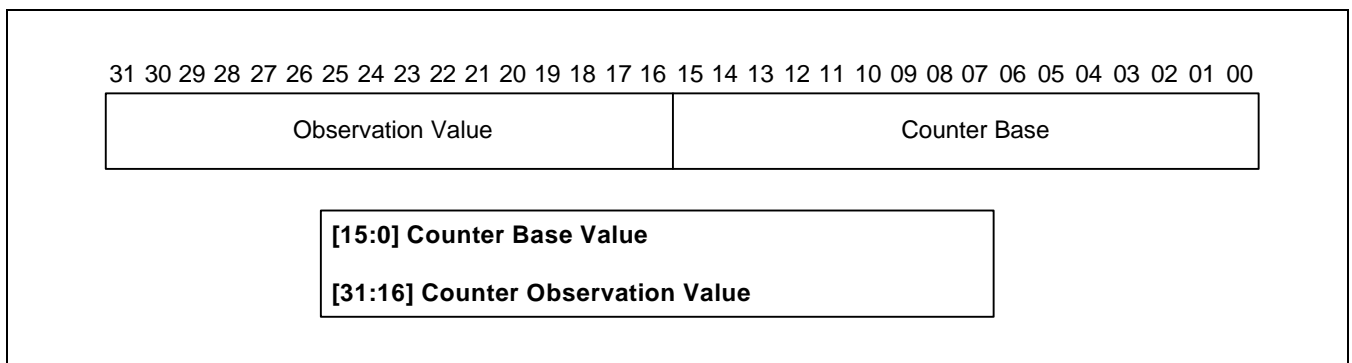 31 30 29 28 27 26 25 24 23 22 21 20 19 18 17 16 15 14 13 12 11 10 09 08 07 06 05 04 03 02 01 00
Observation Value Counter Base
[15:0] Counter Base Value
[31:16] Counter Observation Value